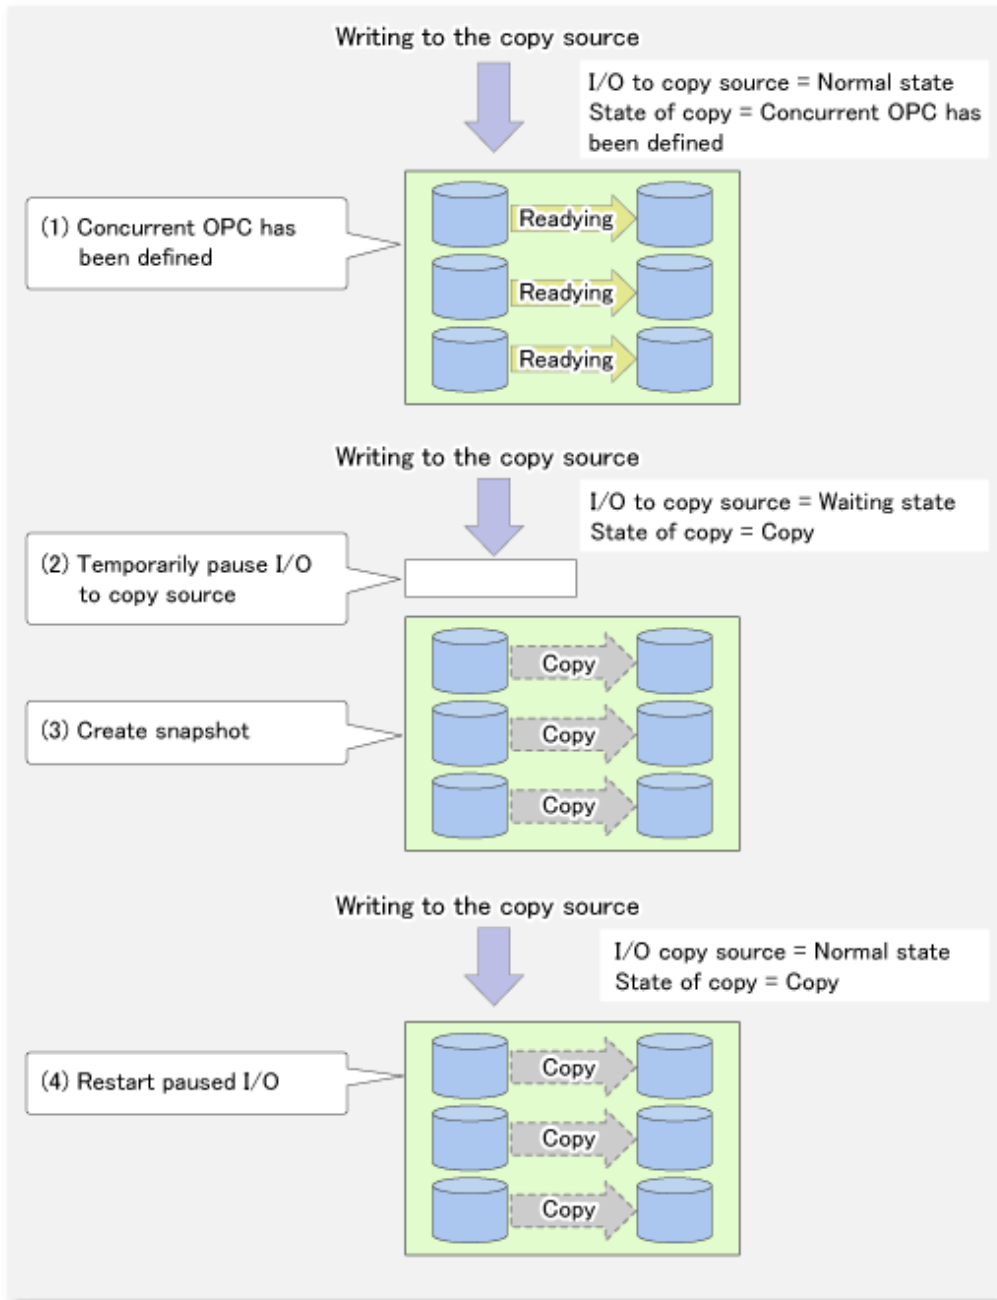 Writing to the copy source
I/O to copy source = Normal state
State of copy = Concurrent OPC has
been defined
(1) Concurrent OPC has
been defined
Readying
Readying
Readying
Writing to the copy source
I/O to copy source = Waiting state
State of copy = Copy
(2) Temporarily pause I/O
to copy source
(3) Create snapshot
Copy
Copy
Copy
Writing to the copy source
I/O copy source = Normal state
State of copy = Copy
(4) Restart paused I/O
Copy
Copy
Copy